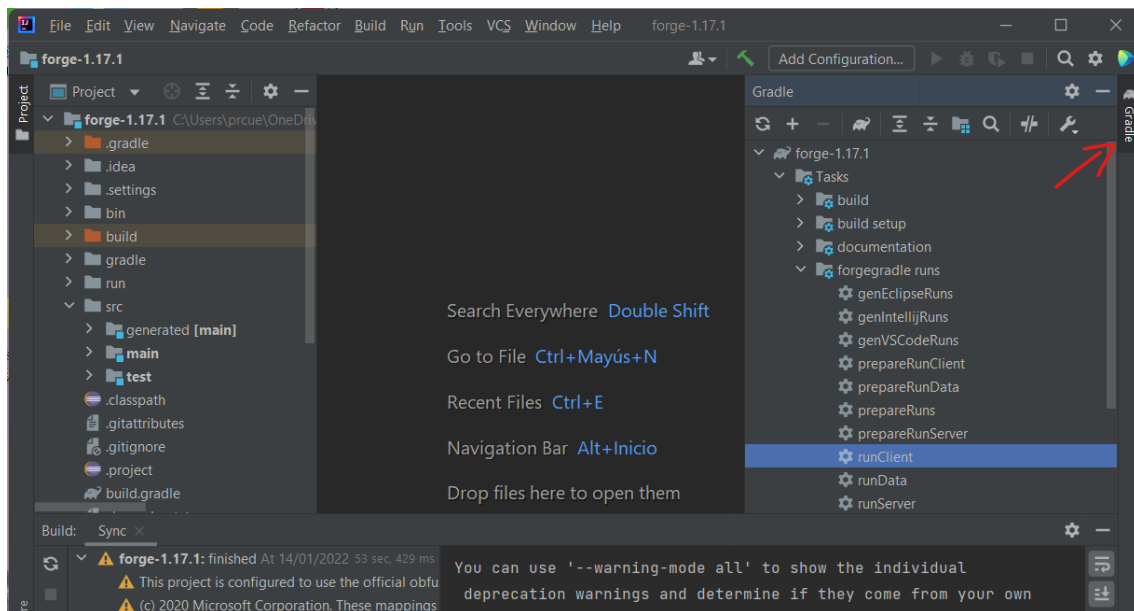 File Edit View Navigate Code Refactor Build Run Tools VCS Window Help forge-1.17.1
forge-1.17.1 Add Configuration...
Project
Project
forge-1.17.1 C:\Users\prcue\OneDriv
.gradle
.idea
.settings
bin
build
gradle
run
src
generated [main]
main
test
.classpath
.gitattributes
.gitignore
.project
build.gradle
Search Everywhere Double Shift
Go to File Ctrl+Mayús+N
Recent Files Ctrl+E
Navigation Bar Alt+Inicio
Drop files here to open them
Gradle
Gradle
forge-1.17.1
Tasks
build
build setup
documentation
forgegradle runs
genEclipseRuns
genIntellijRuns
genVSCodeRuns
prepareRunClient
prepareRunData
prepareRuns
prepareRunServer
runClient
runData
runServer
Build: Sync
forge-1.17.1: finished At 14/01/2022 53 sec, 429 ms
This project is configured to use the official obfu
(c) 2020 Microsoft Corporation. These mappings
You can use '--warning-mode all' to show the individual
deprecation warnings and determine if they come from your own